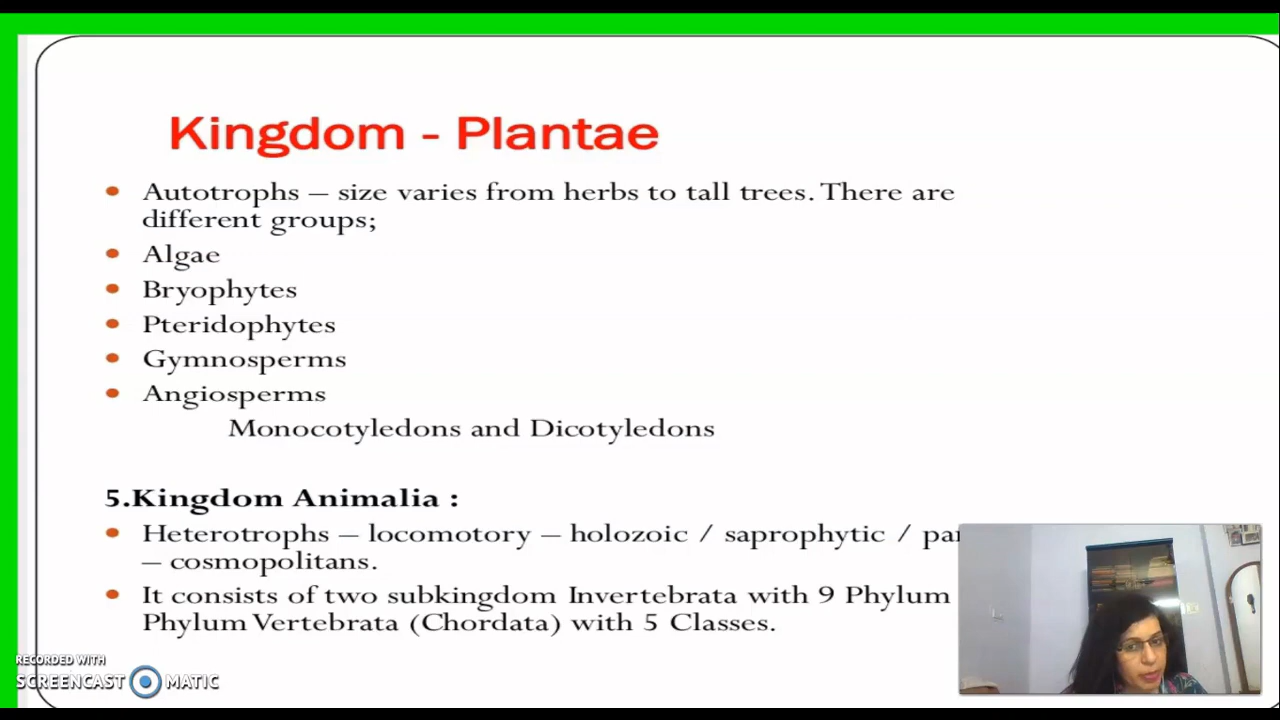 Kingdom - Plantae
Autotrophs – size varies from herbs to tall trees. There are
different groups;
Algae
Bryophytes
Pteridophytes
Gymnosperms
Angiosperms
Monocotyledons and Dicotyledons
5.Kingdom Animalia :
Heterotrophs – locomotory – holozoic / saprophytic /
– cosmopolitans.
It consists of two subkingdom Invertebrata with 9 Phylum
Phylum Vertebrata (Chordata) with 5 Classes.
RECORDED WITH
SCREENCAST MATIC